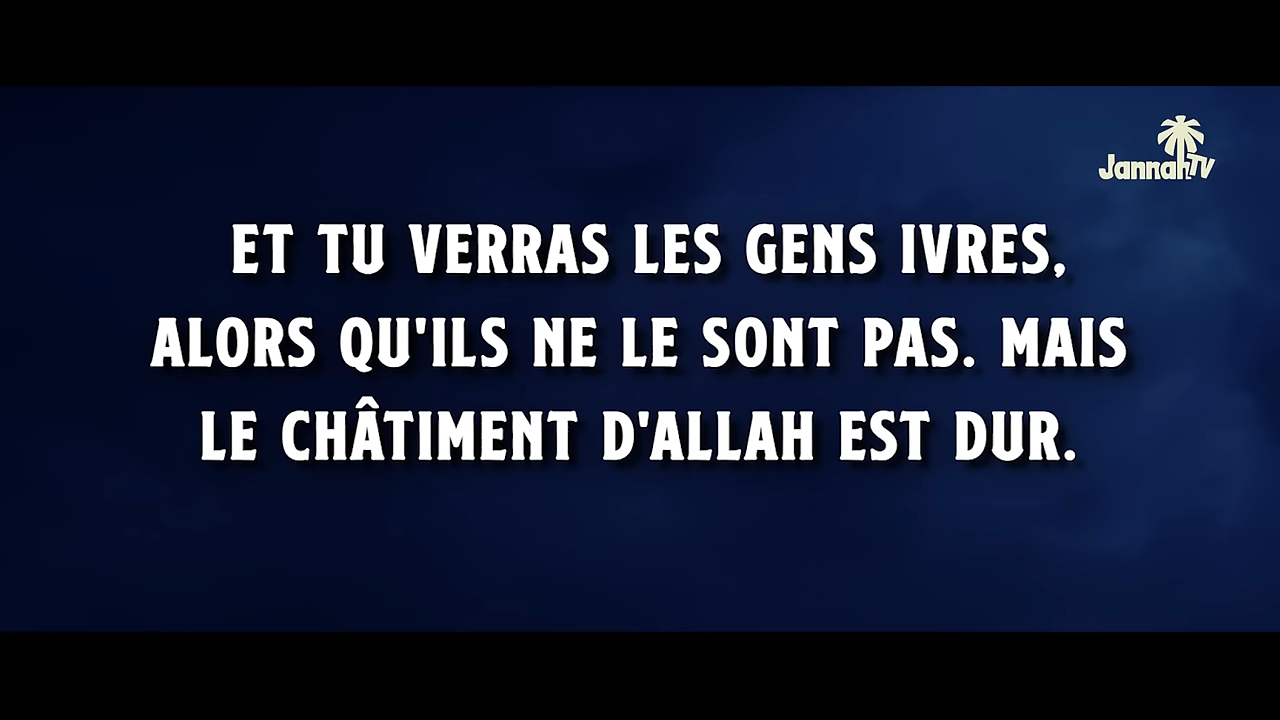 JannahTV
ET TU VERRAS LES GENS IVRES,
ALORS QU'ILS NE LE SONT PAS. MAIS
LE CHÂTIMENT D'ALLAH EST DUR.